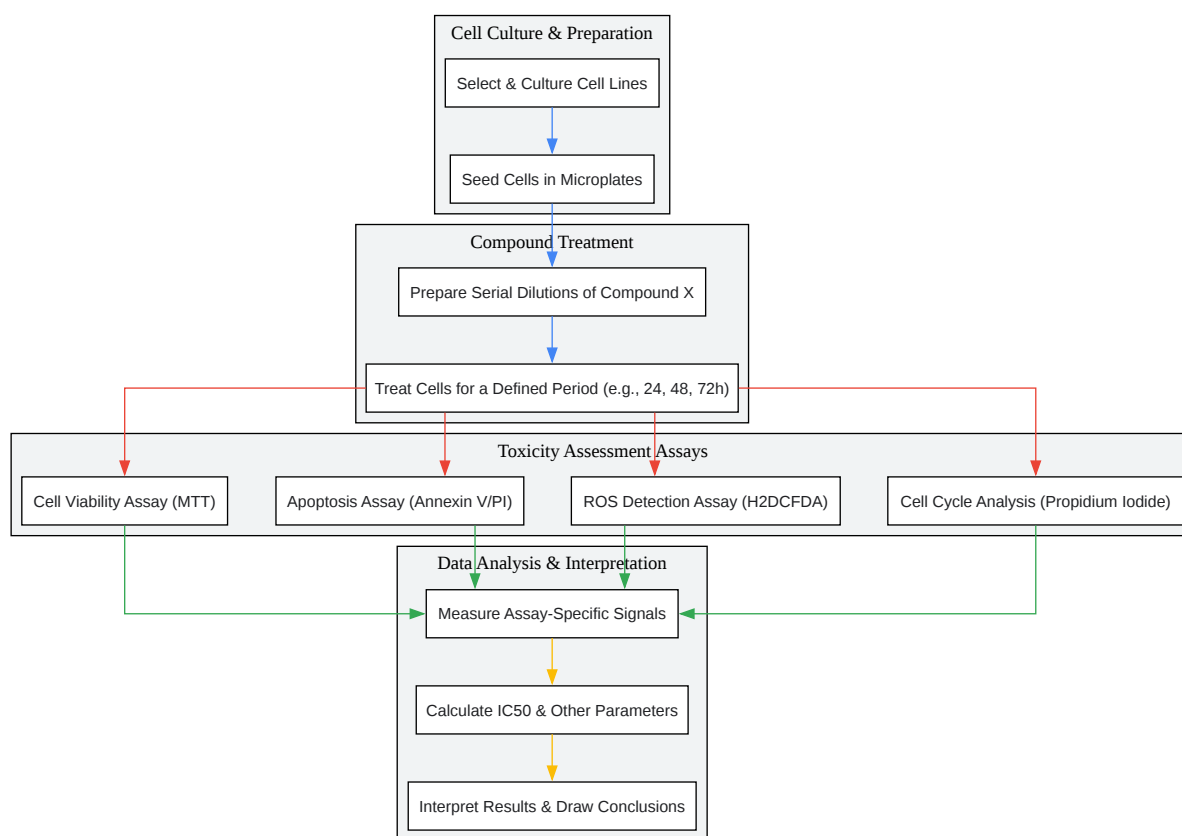 Cell Culture & Preparation
Select & Culture Cell Lines
Seed Cells in Microplates
Compound Treatment
Prepare Serial Dilutions of Compound X
Treat Cells for a Defined Period (e.g., 24, 48, 72h)
Toxicity Assessment Assays
Cell Viability Assay (MTT)
Apoptosis Assay (Annexin V/PI)
ROS Detection Assay (H2DCFDA)
Cell Cycle Analysis (Propidium Iodide)
Data Analysis & Interpretation
Measure Assay-Specific Signals
Calculate IC50 & Other Parameters
Interpret Results & Draw Conclusions